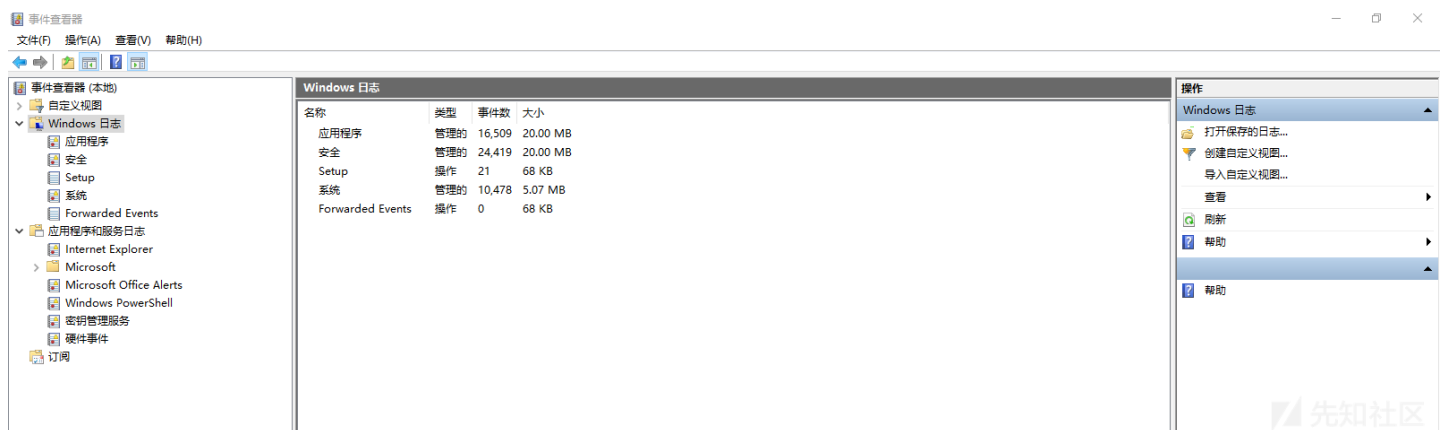 事件查看器
文件(F) 操作(A) 查看(V) 帮助(H)
事件查看器 (本地)
自定义视图
Windows 日志
应用程序
安全
Setup
系统
Forwarded Events
应用程序和服务日志
Internet Explorer
Microsoft
Microsoft Office Alerts
Windows PowerShell
密钥管理服务
硬件事件
订阅
Windows 日志
名称 类型 事件数 大小
应用程序 管理的 16,509 20.00 MB
安全 管理的 24,419 20.00 MB
Setup 操作 21 68 KB
系统 管理的 10,478 5.07 MB
Forwarded Events 操作 0 68 KB
操作
Windows 日志
打开保存的日志...
创建自定义视图...
导入自定义视图...
查看
刷新
帮助
帮助
先知社区